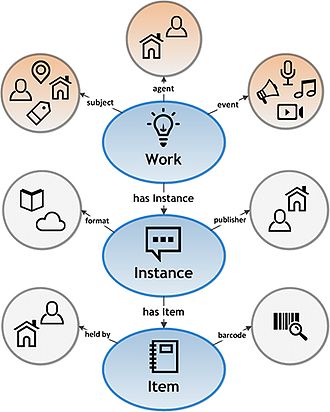 agent
subject
event
Work
has Instance
format
publisher
Instance
has Item
held by
barcode
Item